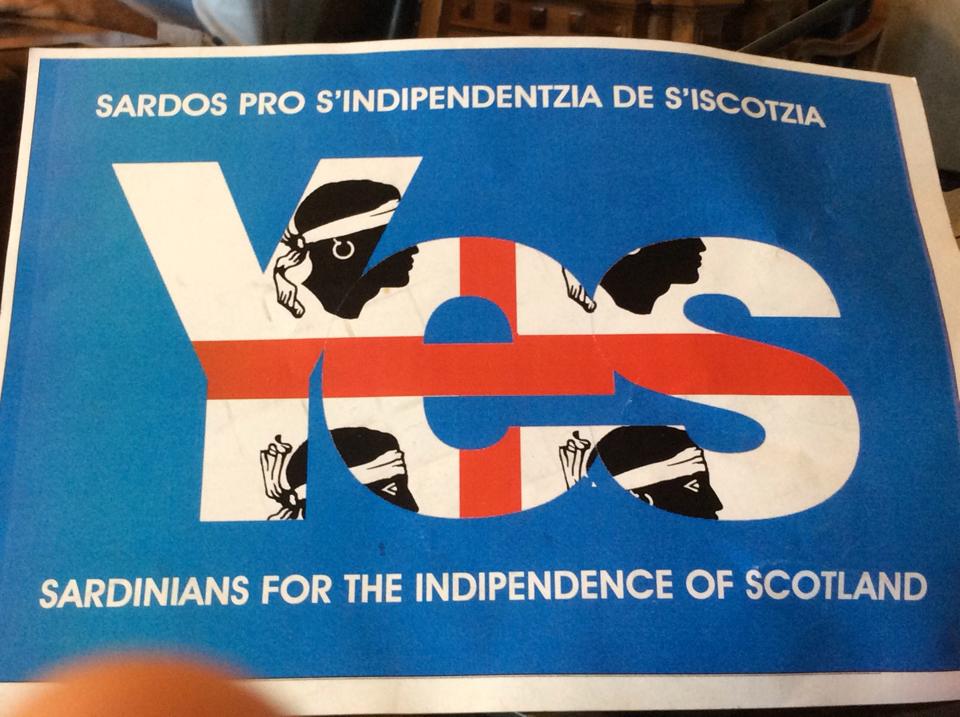 SARDOS PRO S'INDIPENDENTZIA DE S'ISCOTZIA
Yes
SARDINIANS FOR THE INDIPENDENCE OF SCOTLAND